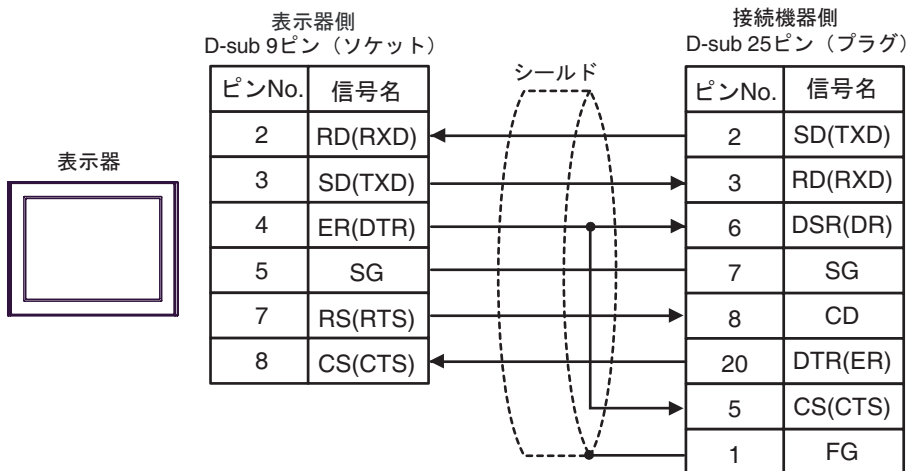 表示器側
D-sub 9ピン（ソケット）
接続機器側
D-sub 25ピン（プラグ）
シールド
表示器
ピンNo. 信号名
2 RD(RXD)
3 SD(TXD)
4 ER(DTR)
5 SG
7 RS(RTS)
8 CS(CTS)
ピンNo. 信号名
2 SD(TXD)
3 RD(RXD)
6 DSR(DR)
7 SG
8 CD
20 DTR(ER)
5 CS(CTS)
1 FG